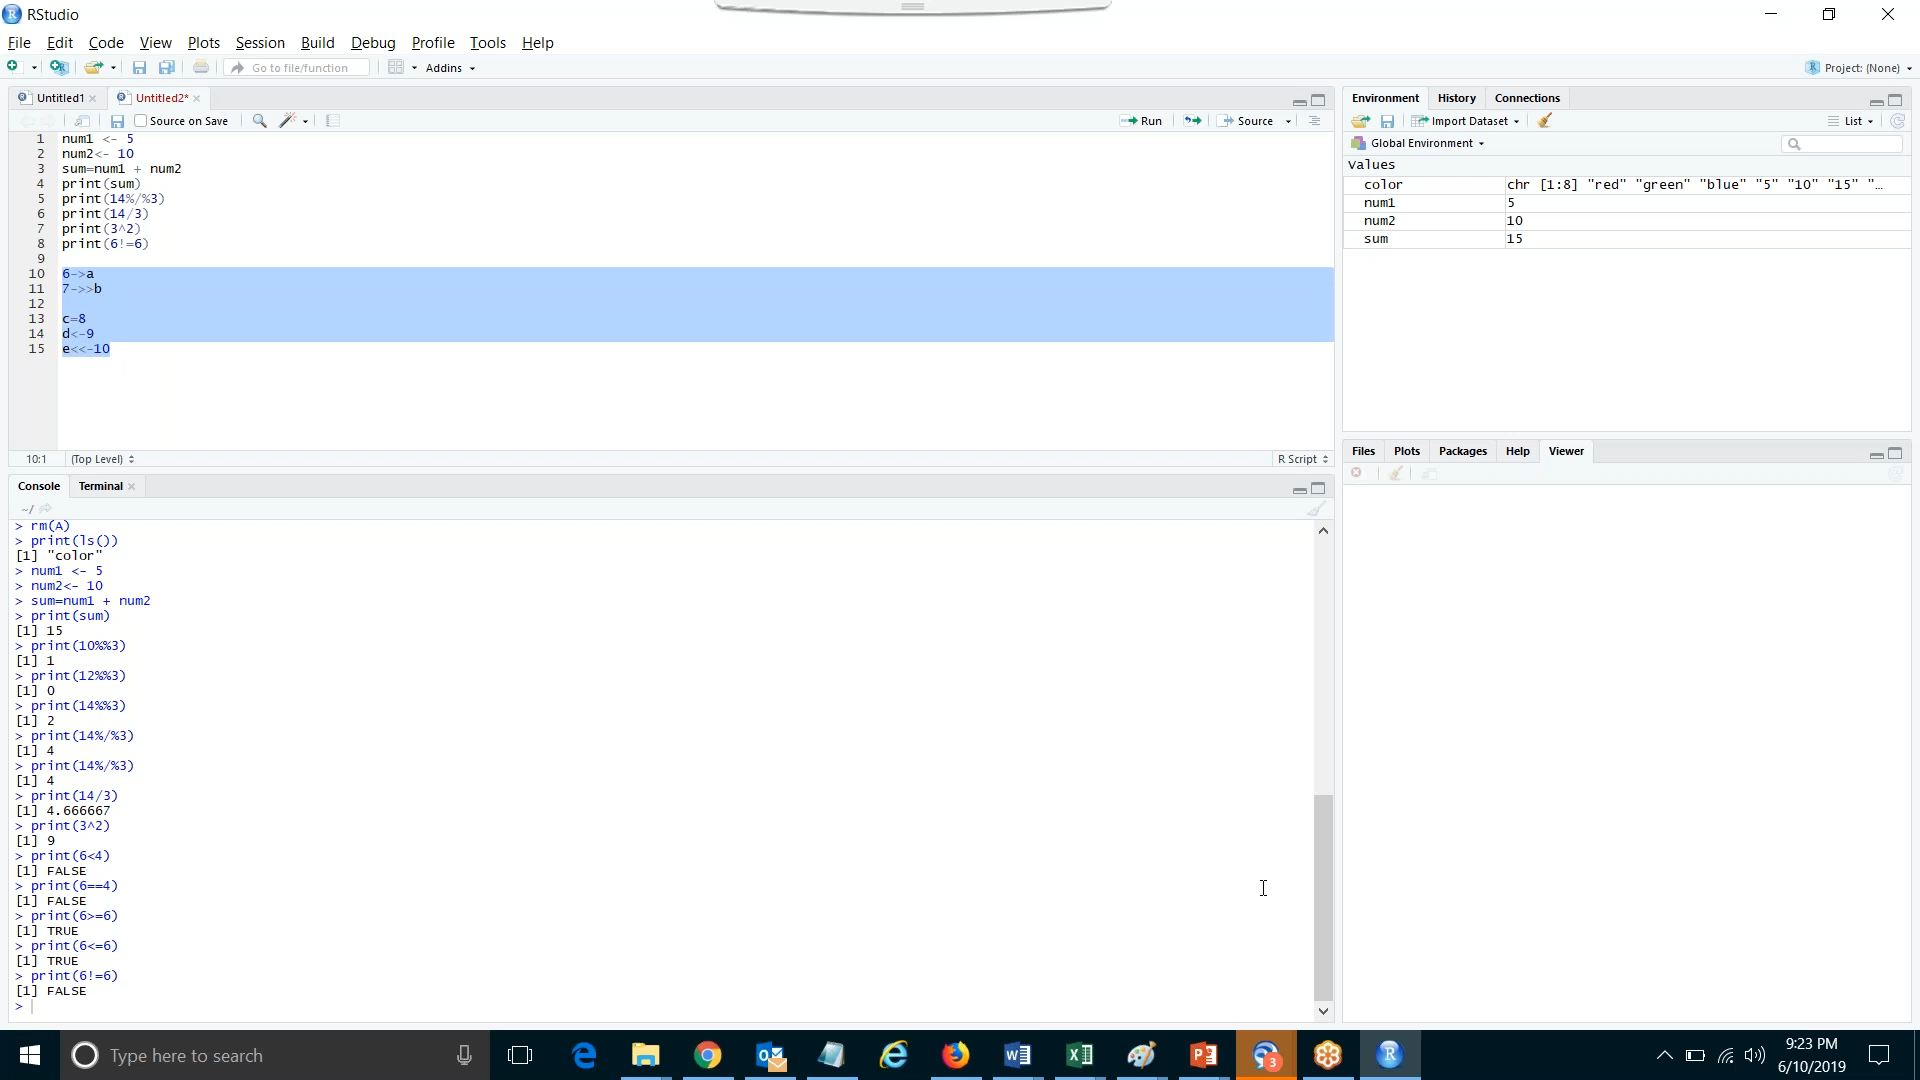 RStudio
File Edit Code View Plots Session Build Debug Profile Tools Help
Go to file/function Addins Project: (None)
Untitled1 Untitled2*
Source on Save Run Source
1 num1 <- 5
2 num2<- 10
3 sum=num1 + num2
4 print(sum)
5 print(14%/%3)
6 print(14/3)
7 print(3^2)
8 print(6!=6)
9
10 6->a
11 7->>b
12
13 c=8
14 d<-9
15 e<<-10
10:1 (Top Level) R Script
Console Terminal
~/
> rm(A)
> print(ls())
[1] "color"
> num1 <- 5
> num2<- 10
> sum=num1 + num2
> print(sum)
[1] 15
> print(10%%3)
[1] 1
> print(12%%3)
[1] 0
> print(14%%3)
[1] 2
> print(14%/%3)
[1] 4
> print(14%/%3)
[1] 4
> print(14/3)
[1] 4.666667
> print(3^2)
[1] 9
> print(6<4)
[1] FALSE
> print(6==4)
[1] FALSE
> print(6>=6)
[1] TRUE
> print(6<=6)
[1] TRUE
> print(6!=6)
[1] FALSE
>
Environment History Connections
Import Dataset List
Global Environment
Values
color chr [1:8] "red" "green" "blue" "5" "10" "15" "…
num1 5
num2 10
sum 15
Files Plots Packages Help Viewer
Type here to search
3
9:23 PM
6/10/2019